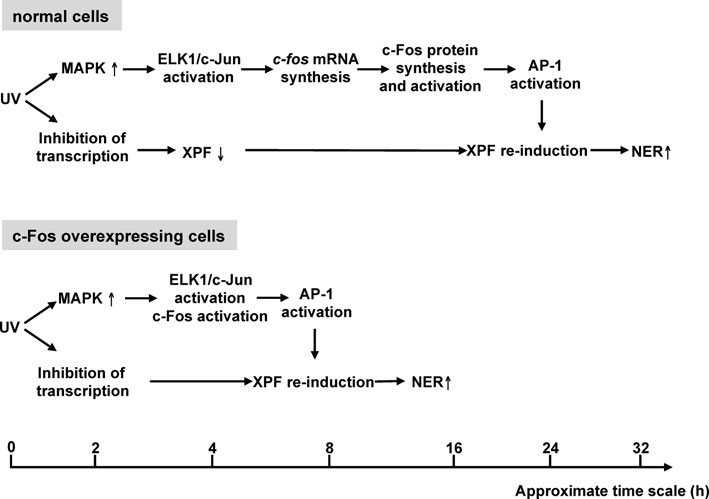 normal cells
UV
MAPK ↑
ELK1/c-Jun
activation
c-fos mRNA
synthesis
c-Fos protein
synthesis
and activation
AP-1
activation
Inhibition of
transcription
XPF ↓
XPF re-induction
NER↑
c-Fos overexpressing cells
UV
MAPK ↑
ELK1/c-Jun
activation
c-Fos activation
AP-1
activation
Inhibition of
transcription
XPF re-induction
NER↑
0 2 4 8 16 24 32
Approximate time scale (h)